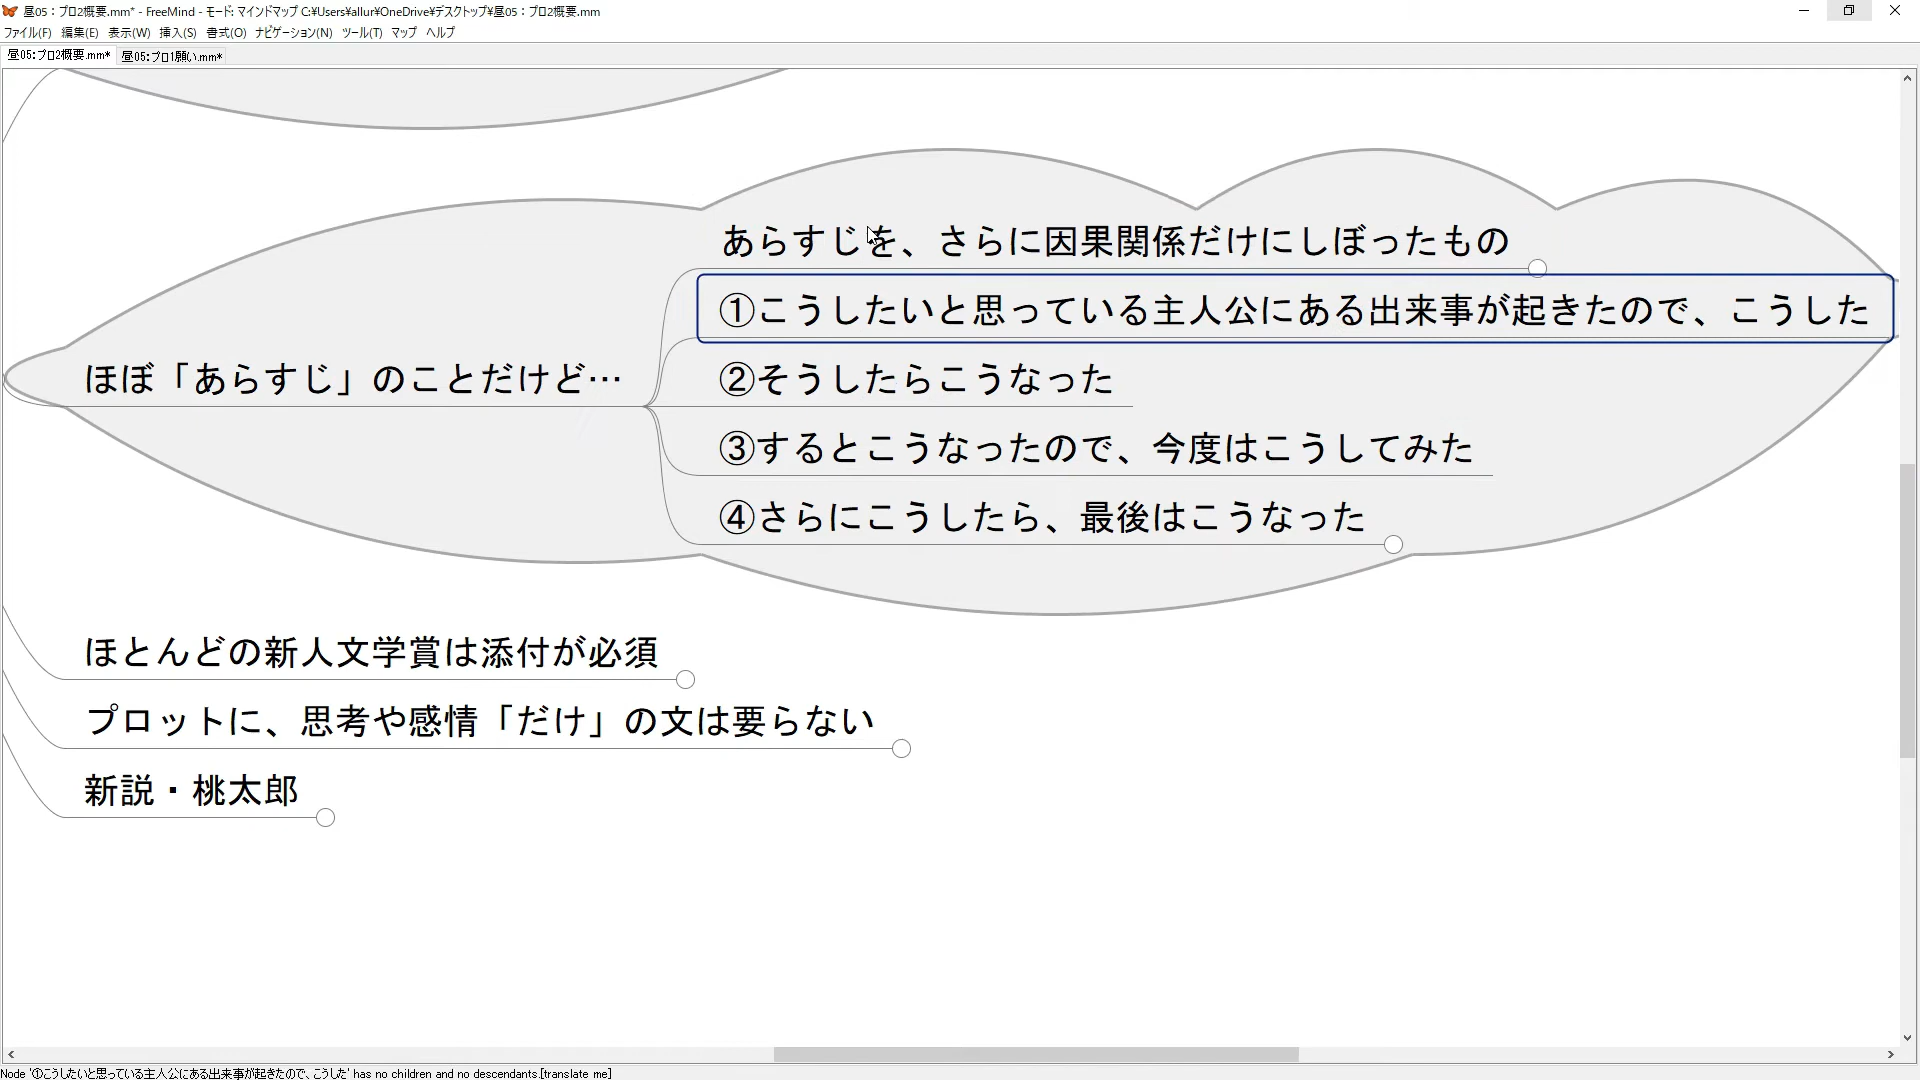 昼05：プロ2概要.mm* - FreeMind - モード: マインドマップ C:¥Users¥allur¥OneDrive¥デスクトップ¥昼05：プロ2概要.mm
ファイル(F) 編集(E) 表示(W) 挿入(S) 書式(O) ナビゲーション(N) ツール(T) マップ ヘルプ
昼05：プロ2概要.mm* 昼05：プロ1願い.mm*
あらすじを、さらに因果関係だけにしぼったもの
①こうしたいと思っている主人公にある出来事が起きたので、こうした
ほぼ「あらすじ」のことだけど…
②そうしたらこうなった
③するとこうなったので、今度はこうしてみた
④さらにこうしたら、最後はこうなった
ほとんどの新人文学賞は添付が必須
プロットに、思考や感情「だけ」の文は要らない
新説・桃太郎
Node '①こうしたいと思っている主人公にある出来事が起きたので、こうした' has no children and no descendants.[translate me]